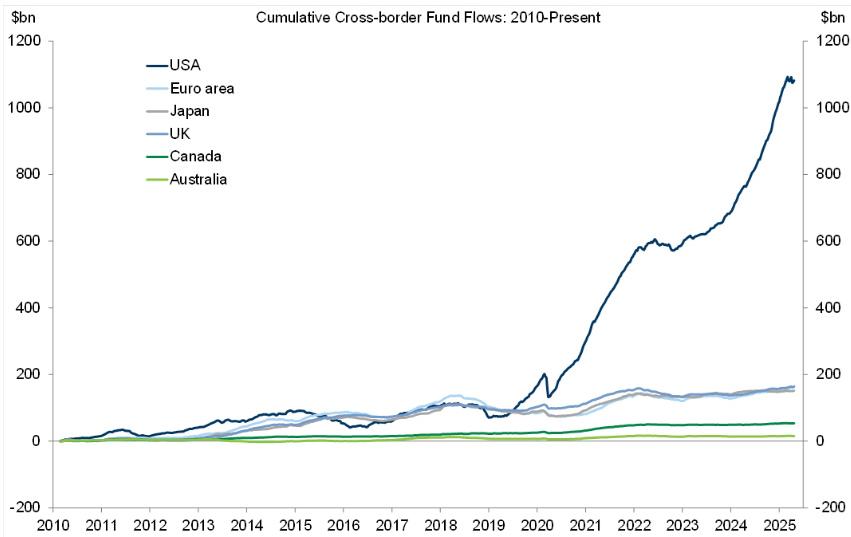 $bn Cumulative Cross-border Fund Flows: 2010-Present $bn
1200 1200
USA
Euro area
1000 Japan 1000
UK
Canada
800 Australia 800
600 600
400 400
200 200
0 0
-200 -200
2010 2011 2012 2013 2014 2015 2016 2017 2018 2019 2020 2021 2022 2023 2024 2025